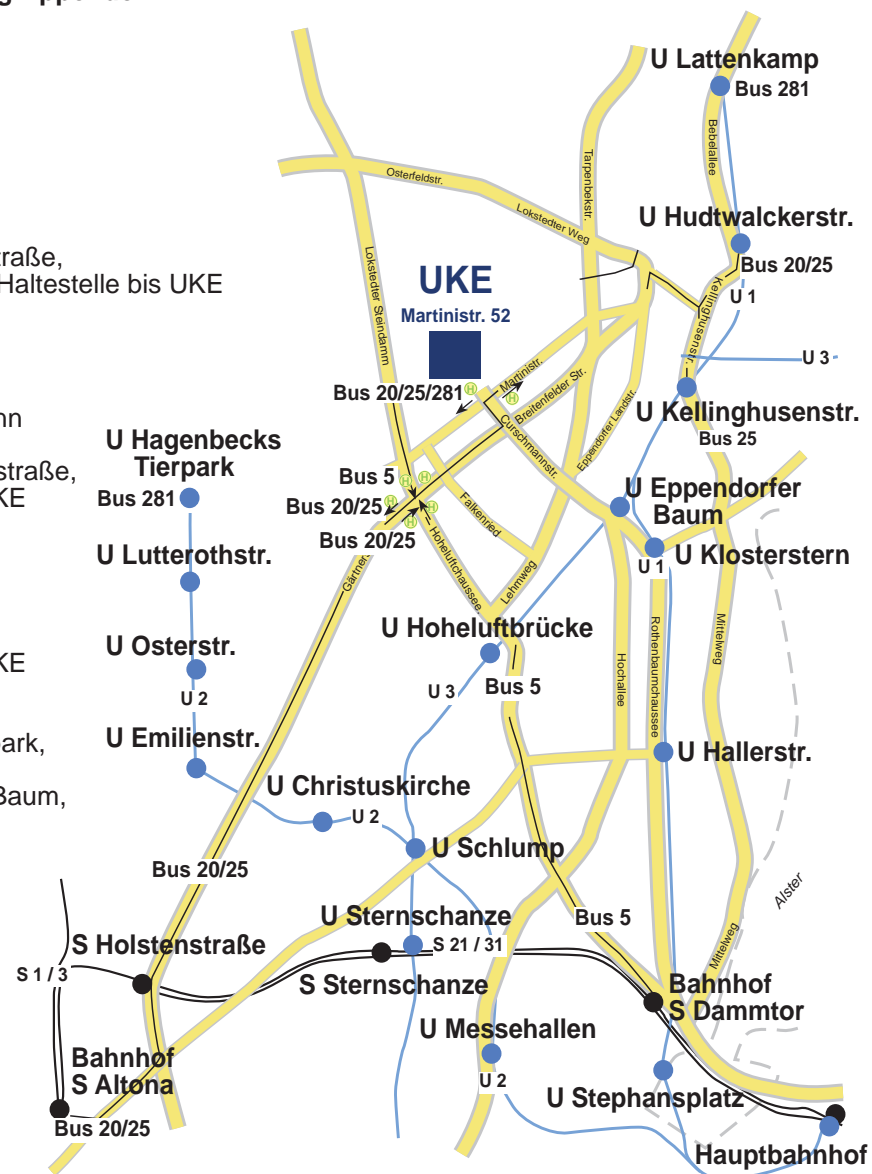 U Lattenkamp
Bus 281
Bebelallee
Tarpenbekstr.
Osterfeldstr.
Lokstedter Weg
U Hudtwalckerstr.
Bus 20/25
U 1
Kellinghusenstr.
traße,
Haltestelle bis UKE
Lokstedter Steindamm
UKE
Martinistr. 52
U 3
Martinistr.
H
H
Bus 20/25/281
Breitenfelder Str.
U Kellinghusenstr.
Bus 25
nn
straße,
KE
U Hagenbecks
Tierpark
Bus 281
Curschmannstr.
Eppendorfer Landstr.
Bus 5
H
H
H
Bus 20/25
H
H
Bus 20/25
Falkenried
U Eppendorfer
Baum
U Klosterstern
U 1
U Lutterothstr.
Hoheluftchaussee
Lehmweg
U Hoheluftbrücke
U Osterstr.
KE
U 2
U 3
Bus 5
Hochallee
Rothenbaumchaussee
Mittelweg
U Emilienstr.
park,
Baum,
U Hallerstr.
U Christuskirche
U 2
U Schlump
Bus 20/25
Alster
Bus 5
U Sternschanze
S 21 / 31
S Holstenstraße
S 1 / 3
S Sternschanze
Mittelweg
Bahnhof
S Dammtor
U Messehallen
U 2
Bahnhof
S Altona
Bus 20/25
U Stephansplatz
Hauptbahnhof